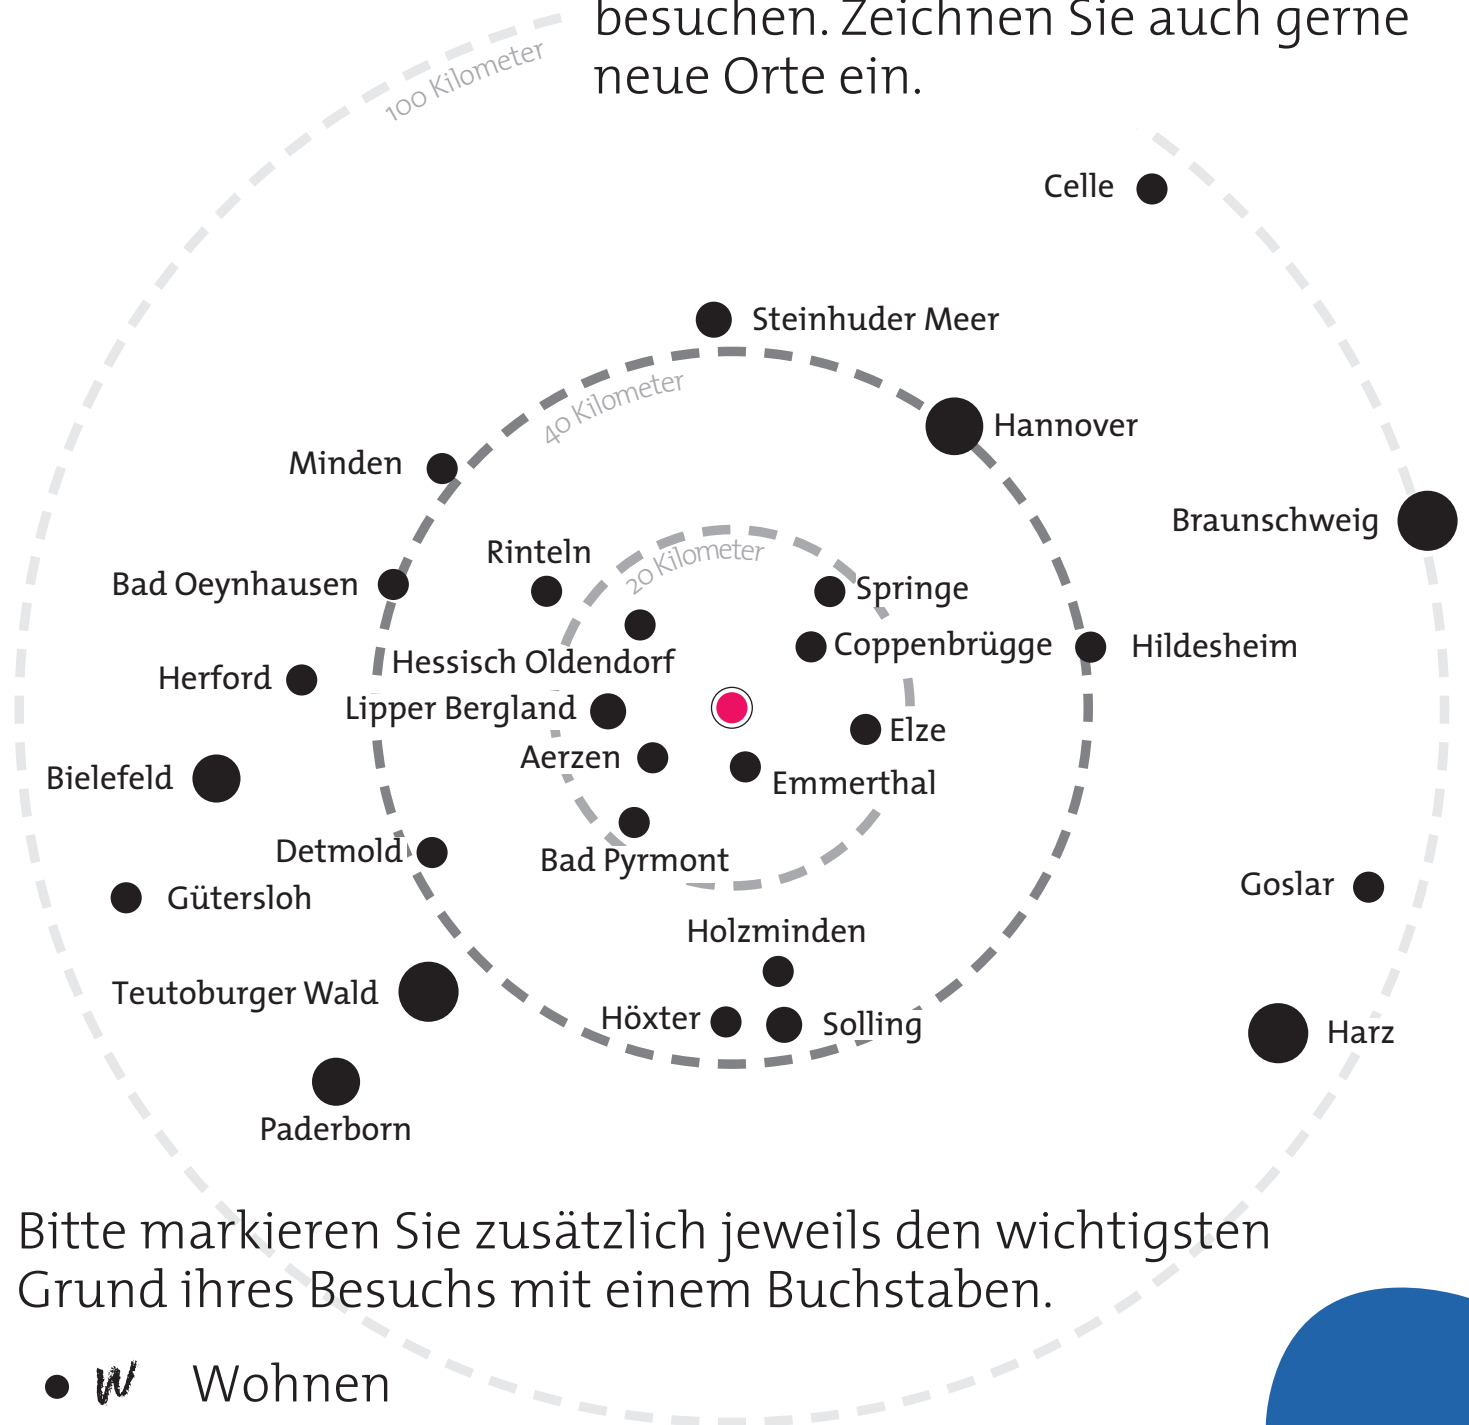 besuchen. Zeichnen Sie auch gerne
neue Orte ein.
100 Kilometer
Celle
Steinhuder Meer
40 Kilometer
Hannover
Minden
Braunschweig
Rinteln
20 Kilometer
Bad Oeynhausen
Springe
Coppenbrügge
Hildesheim
Hessisch Oldendorf
Herford
Lipper Bergland
Elze
Aerzen
Bielefeld
Emmerthal
Detmold
Bad Pyrmont
Goslar
Gütersloh
Holzminden
Teutoburger Wald
Höxter
Solling
Harz
Paderborn
Bitte markieren Sie zusätzlich jeweils den wichtigsten
Grund ihres Besuchs mit einem Buchstaben.
• W Wohnen